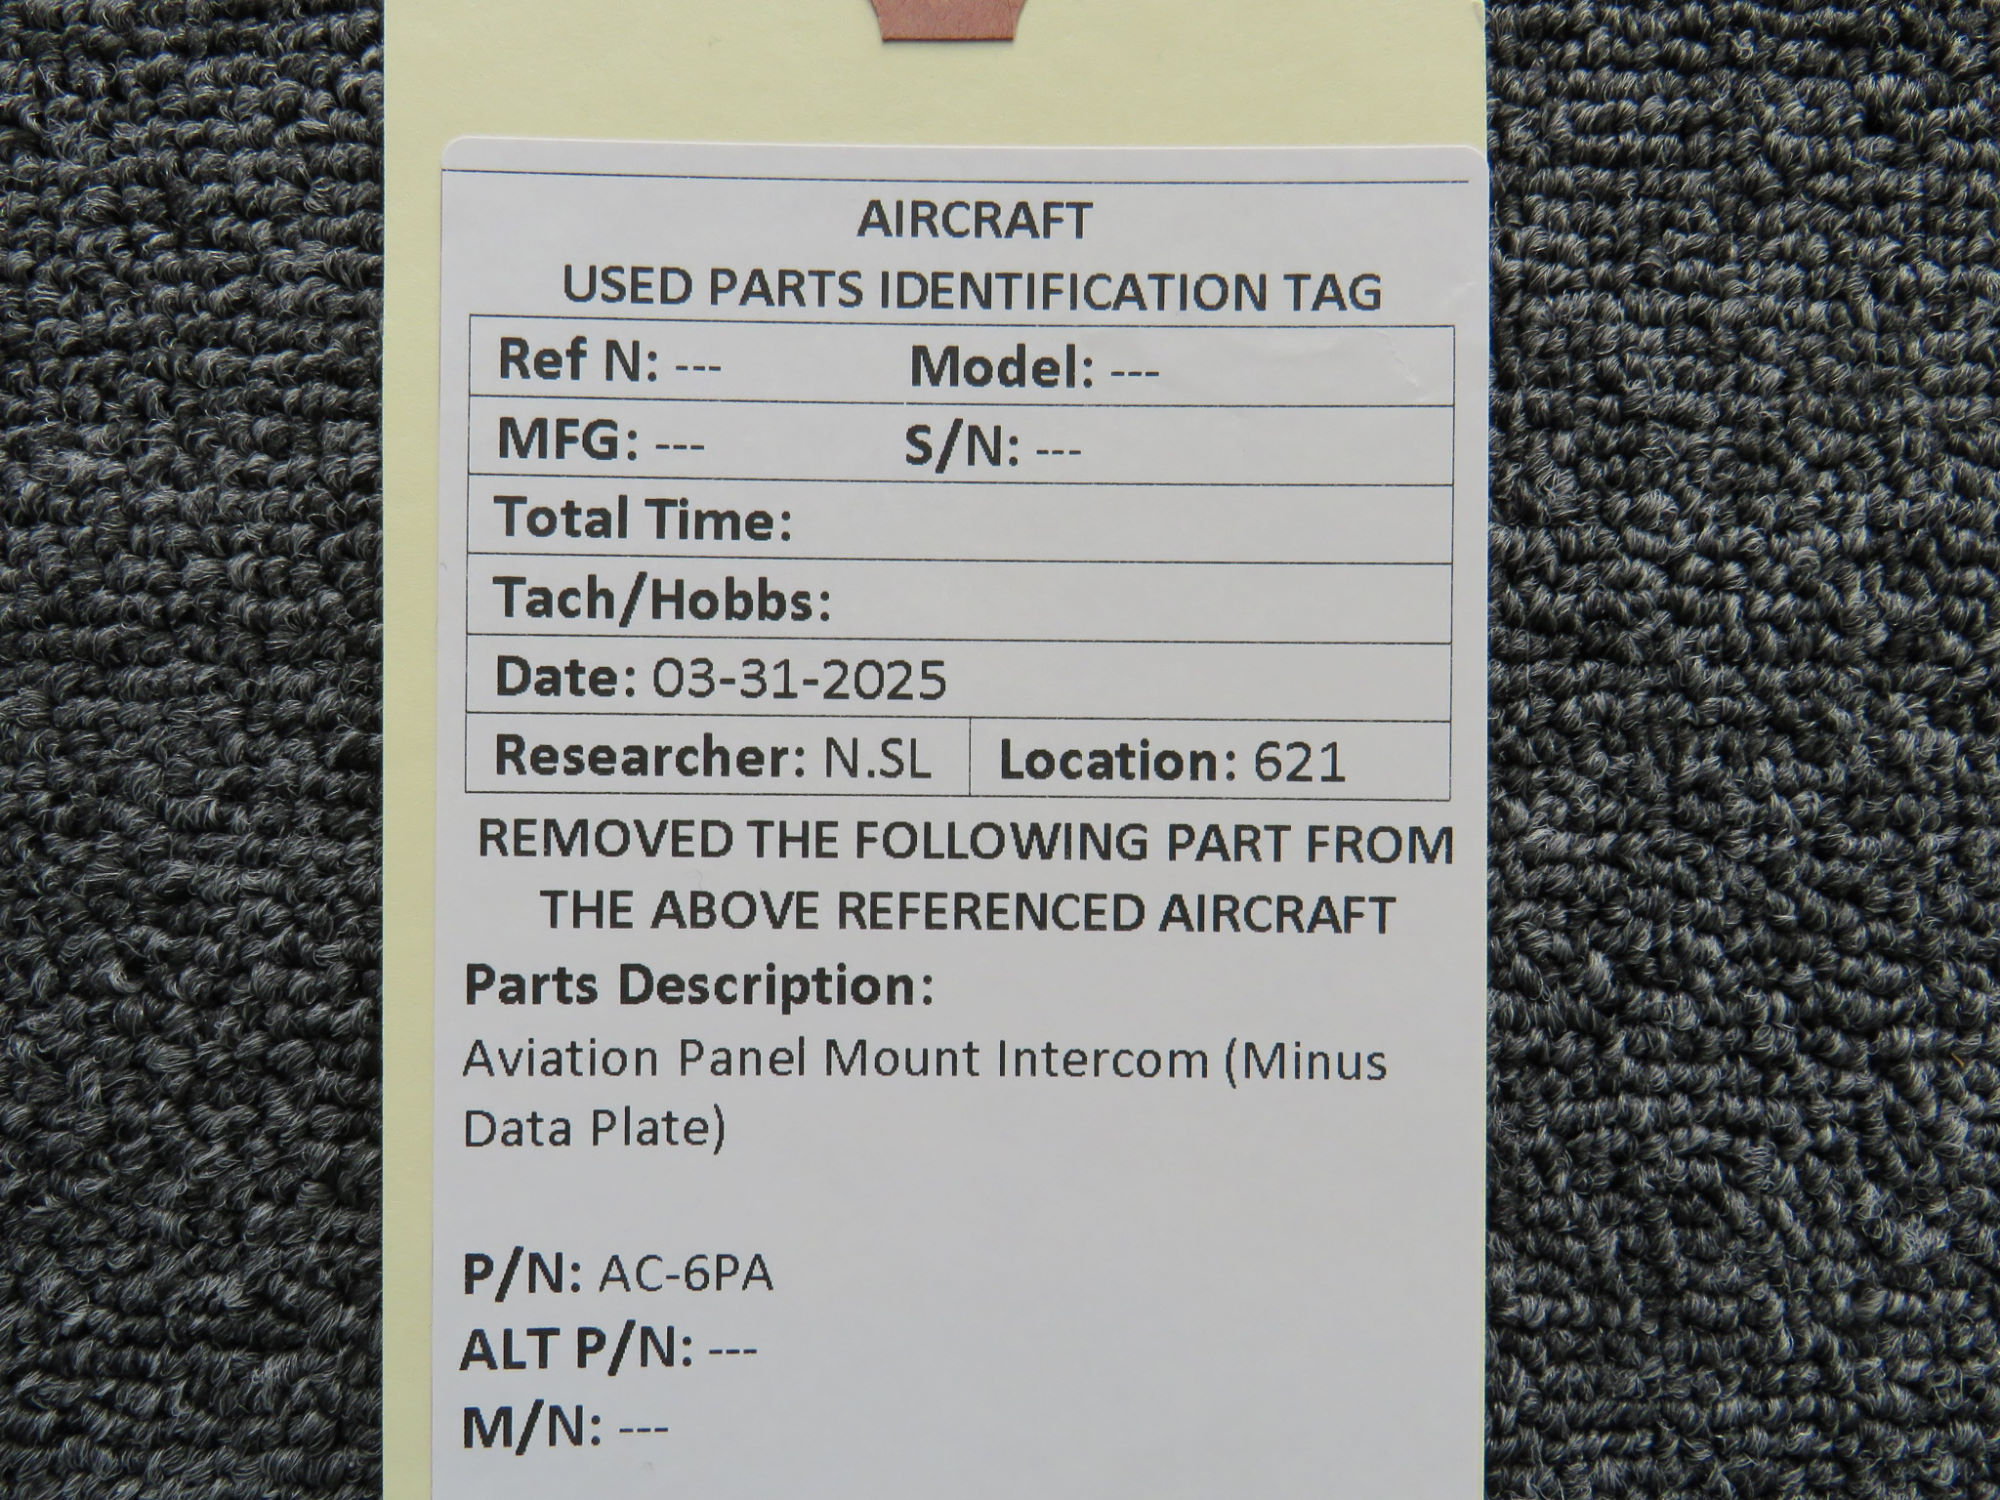 AIRCRAFT
USED PARTS IDENTIFICATION TAG
Ref N: --- Model: ---
MFG: --- S/N: ---
Total Time:
Tach/Hobbs:
Date: 03-31-2025
Researcher: N.SL Location: 621
REMOVED THE FOLLOWING PART FROM
THE ABOVE REFERENCED AIRCRAFT
Parts Description:
Aviation Panel Mount Intercom (Minus
Data Plate)
P/N: AC-6PA
ALT P/N: ---
M/N: ---